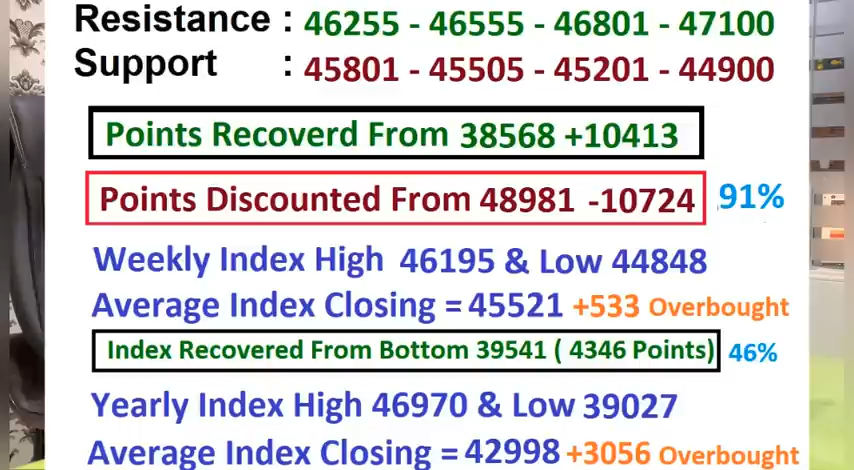 Resistance : 46255 - 46555 - 46801 - 47100
Support : 45801 - 45505 - 45201 - 44900
Points Recoverd From 38568 +10413
Points Discounted From 48981 -10724 91%
Weekly Index High 46195 & Low 44848
Average Index Closing = 45521 +533 Overbought
Index Recovered From Bottom 39541 ( 4346 Points) 46%
Yearly Index High 46970 & Low 39027
Average Index Closing = 42998 +3056 Overbought